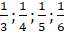 1/3 ; 1/4 ; 1/5 ; 1/6